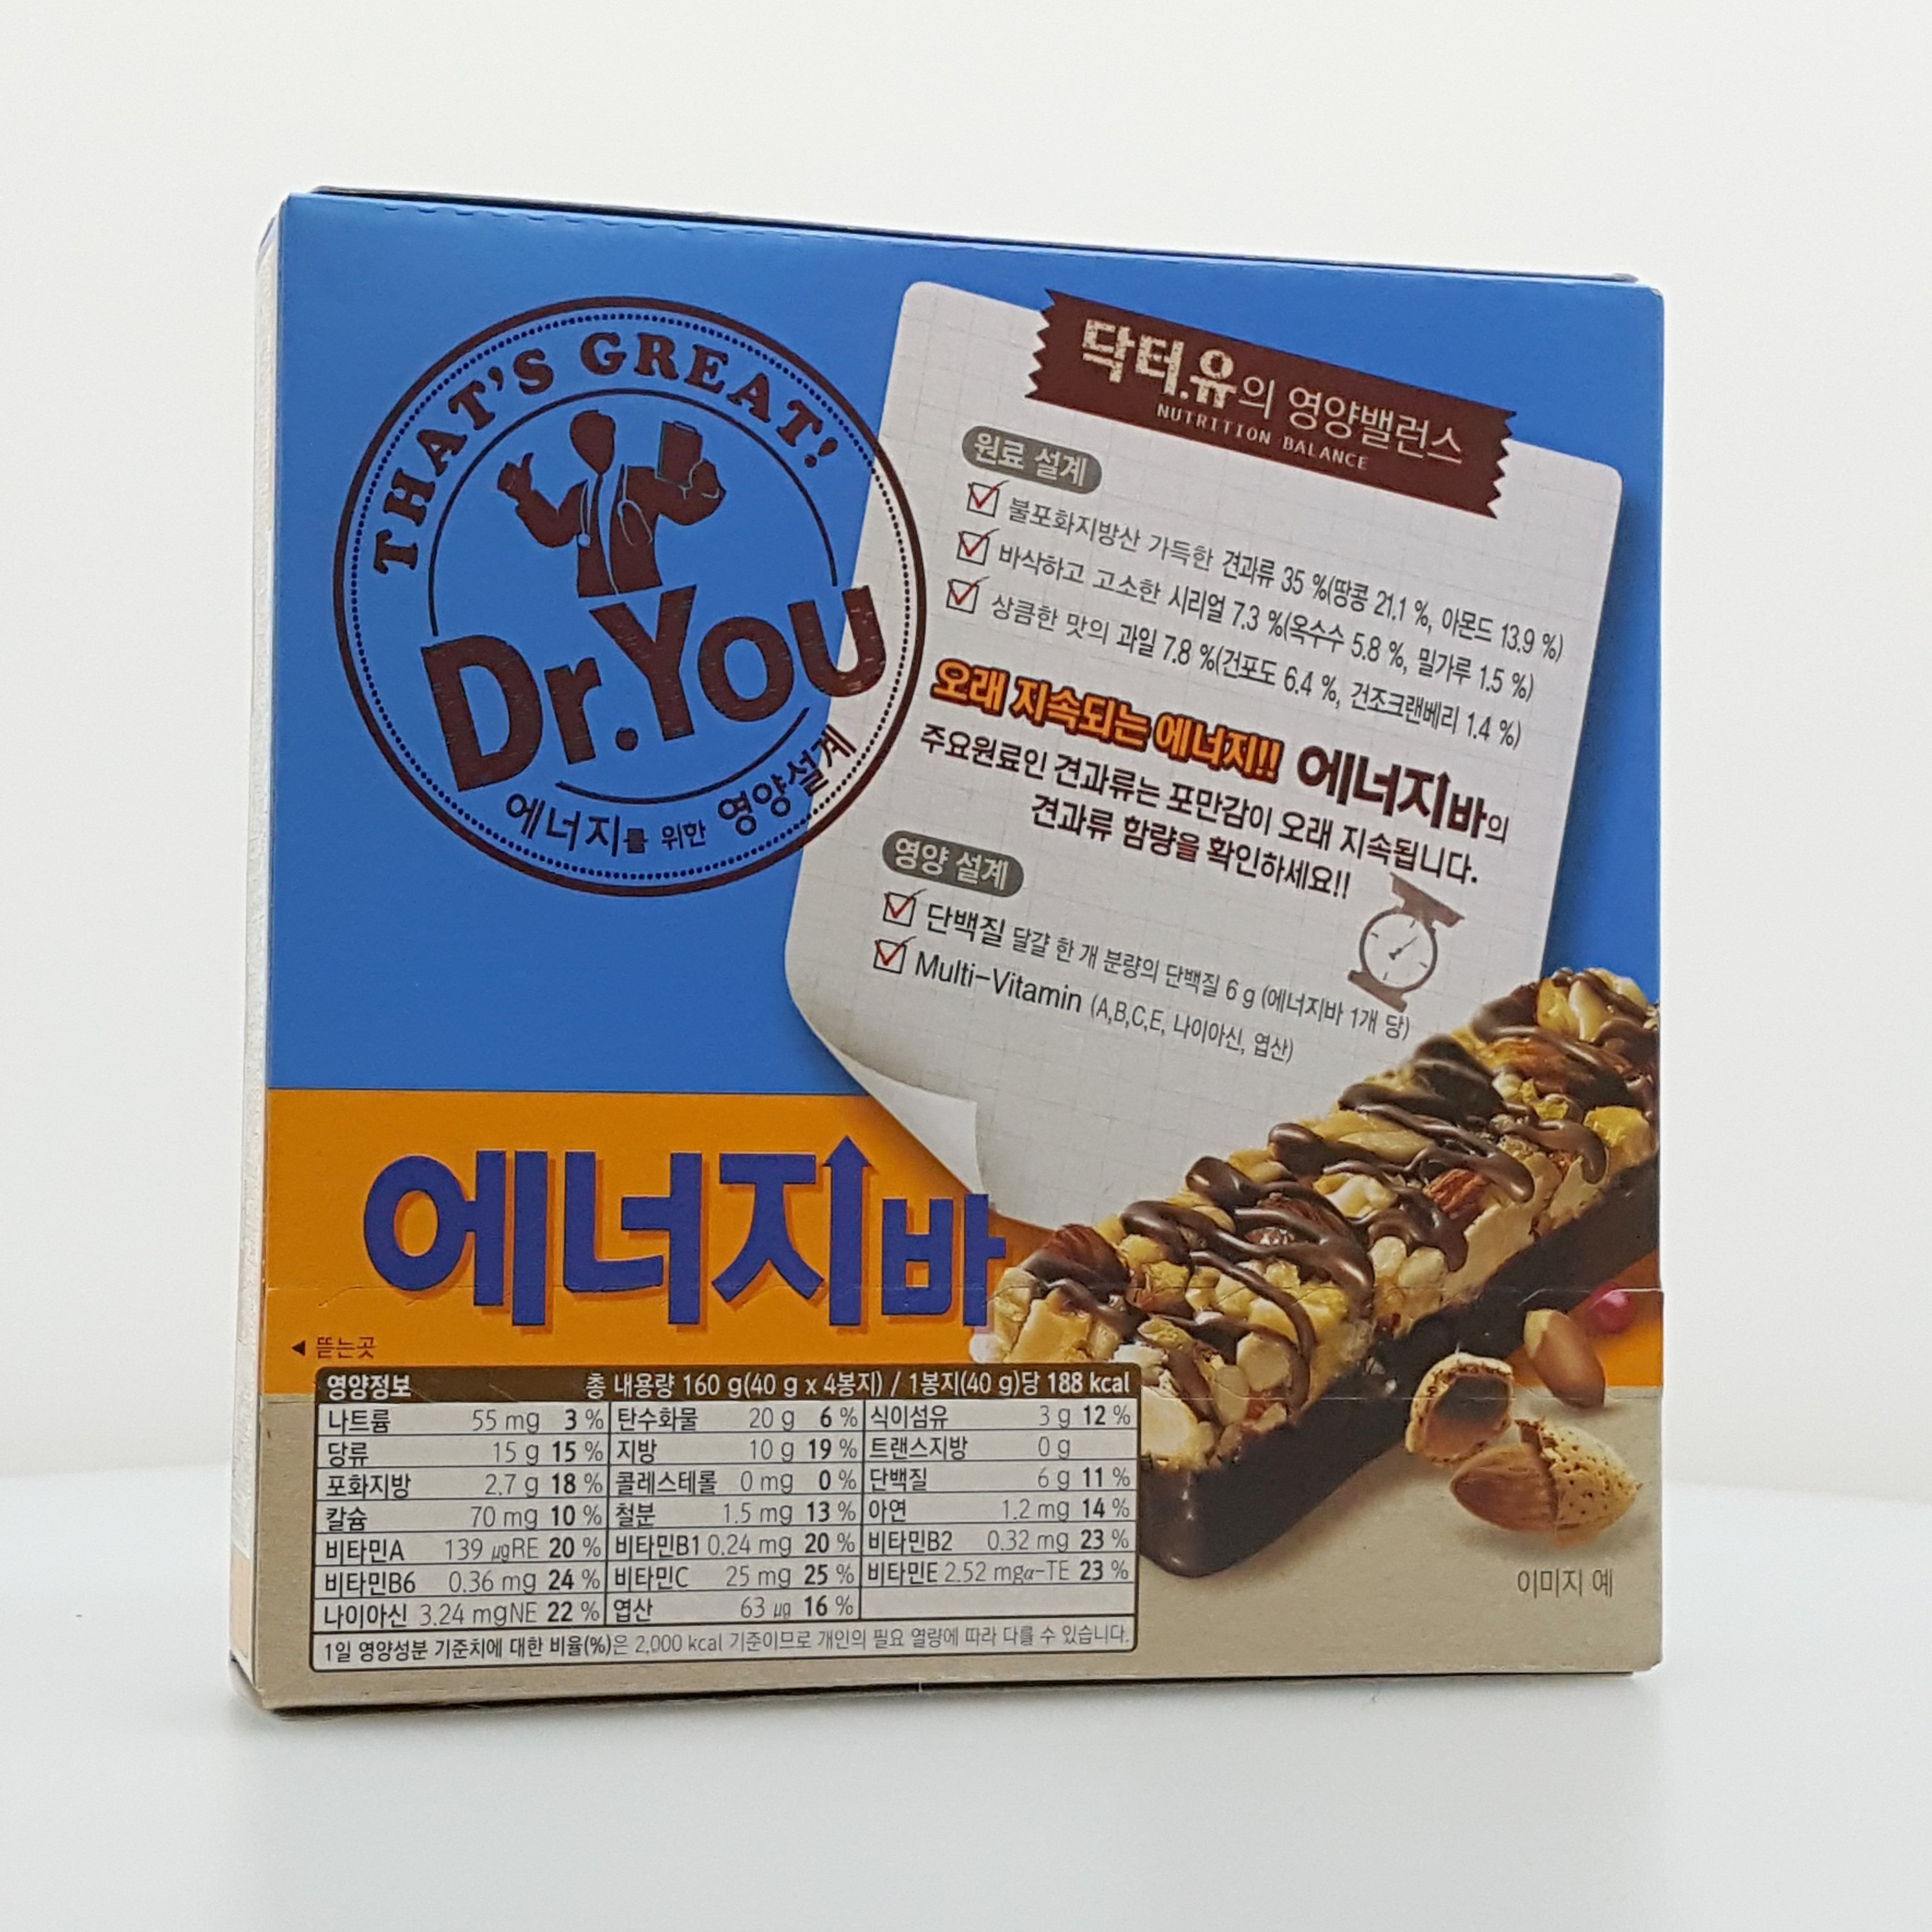 THAT'S GREAT!
Dr.You
에너지를 위한 영양설계
닥터.유의 영양밸런스
NUTRITION BALANCE
원료 설계
불포화지방산 가득한 견과류 35 %(땅콩 21.1 %, 아몬드 13.9 %)
바삭하고 고소한 시리얼 7.3 %(옥수수 5.8 %, 밀가루 1.5 %)
상큼한 맛의 과일 7.8 %(건포도 6.4 %, 건조크랜베리 1.4 %)
오래 지속되는 에너지!! 에너지바의
주요원료인 견과류는 포만감이 오래 지속됩니다.
견과류 함량을 확인하세요!!
영양 설계
단백질 달걀 한 개 분량의 단백질 6 g (에너지바 1개 당)
Multi-Vitamin (A,B,C,E, 나이아신, 엽산)
에너지바
◀ 뜯는곳
영양정보 총 내용량 160 g(40 g x 4봉지) / 1봉지(40 g)당 188 kcal
나트륨 55 mg 3 % 탄수화물 20 g 6 % 식이섬유 3 g 12 %
당류 15 g 15 % 지방 10 g 19 % 트랜스지방 0 g
포화지방 2.7 g 18 % 콜레스테롤 0 mg 0 % 단백질 6 g 11 %
칼슘 70 mg 10 % 철분 1.5 mg 13 % 아연 1.2 mg 14 %
비타민A 139 μgRE 20 % 비타민B1 0.24 mg 20 % 비타민B2 0.32 mg 23 %
비타민B6 0.36 mg 24 % 비타민C 25 mg 25 % 비타민E 2.52 mgα-TE 23 %
나이아신 3.24 mgNE 22 % 엽산 63 μg 16 %
1일 영양성분 기준치에 대한 비율(%)은 2,000 kcal 기준이므로 개인의 필요 열량에 따라 다를 수 있습니다.
이미지 예